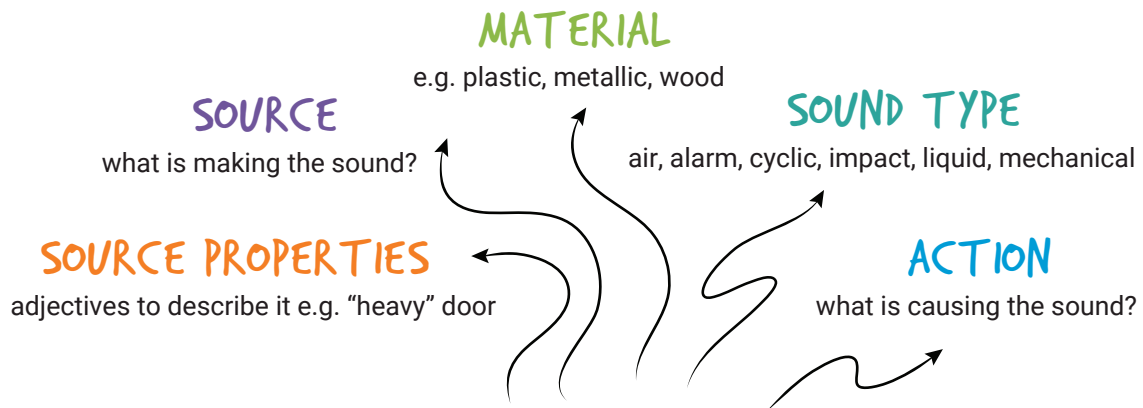 MATERIAL
e.g. plastic, metallic, wood
SOURCE
what is making the sound?
SOUND TYPE
air, alarm, cyclic, impact, liquid, mechanical
SOURCE PROPERTIES
adjectives to describe it e.g. “heavy” door
ACTION
what is causing the sound?